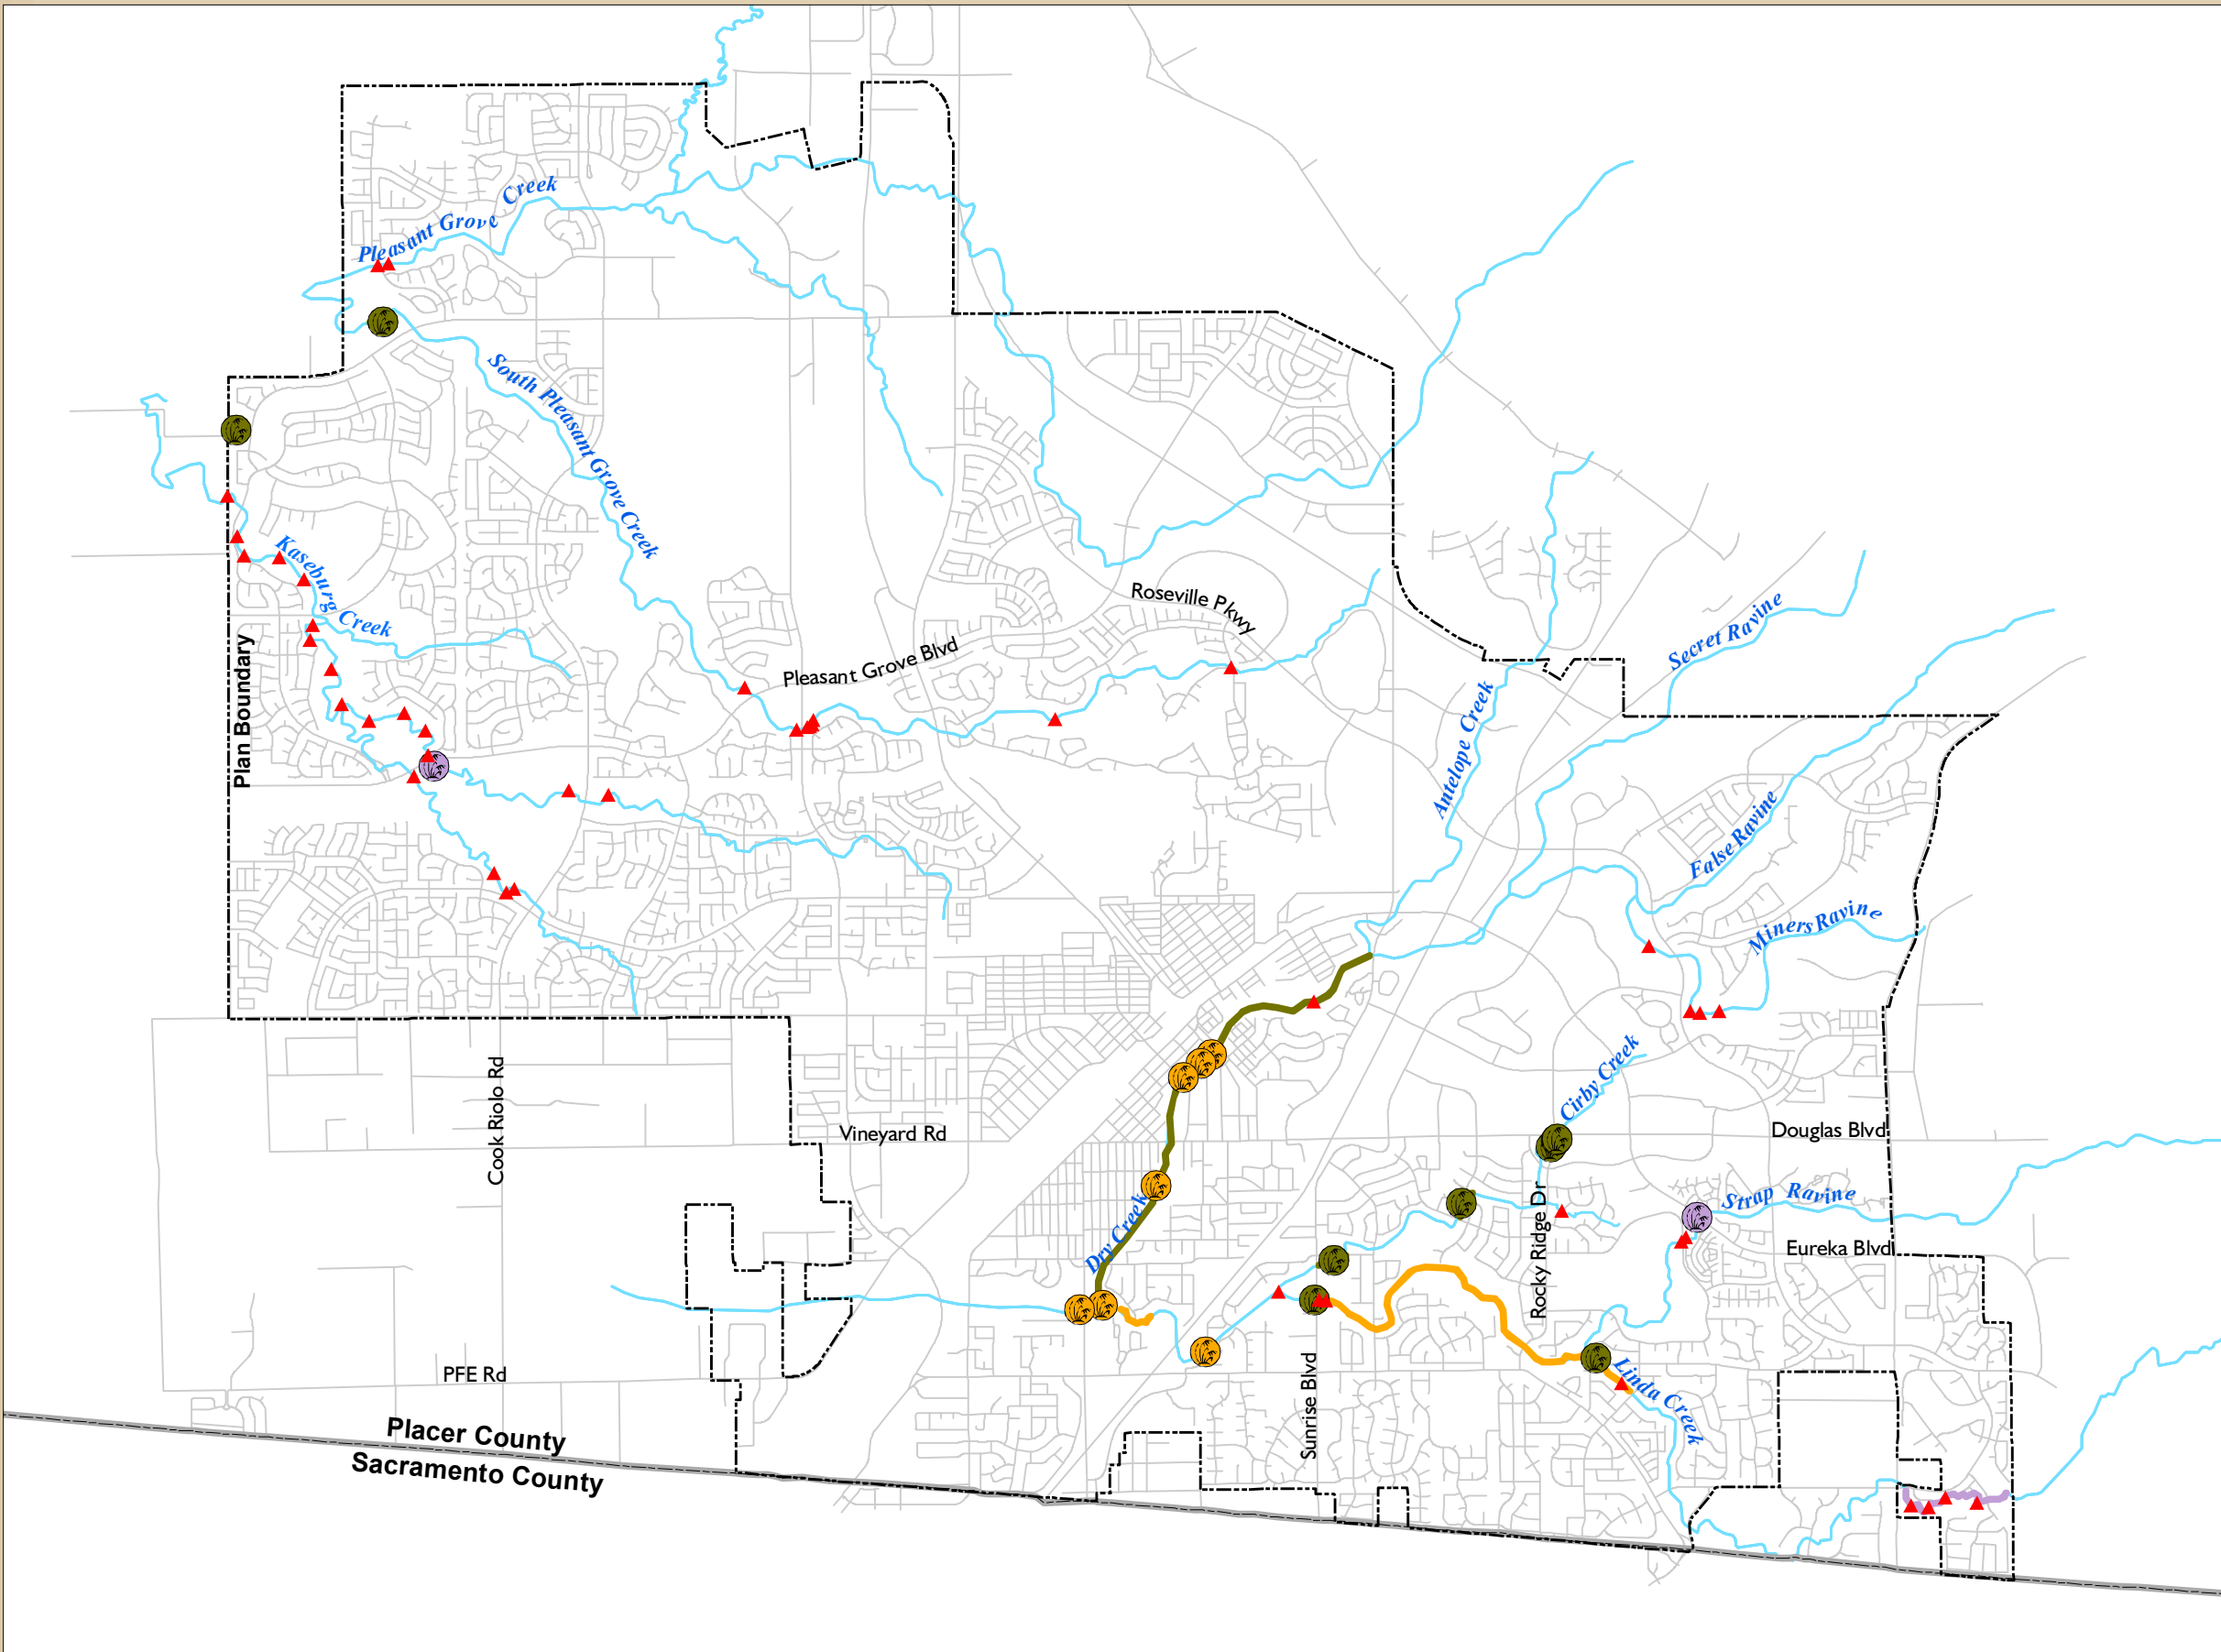 Pleasant Grove Creek
South Pleasant Grove Creek
Kaseburg Creek
Roseville Pkwy
Pleasant Grove Blvd
Plan Boundary
Secret Ravine
Antelope Creek
False Ravine
Miners Ravine
Cirby Creek
Cook Riolo Rd
Vineyard Rd
Douglas Blvd
Dry Creek
Rocky Ridge Dr
Strap Ravine
Eureka Blvd
PFE Rd
Sunrise Blvd
Linda Creek
Placer County
Sacramento County